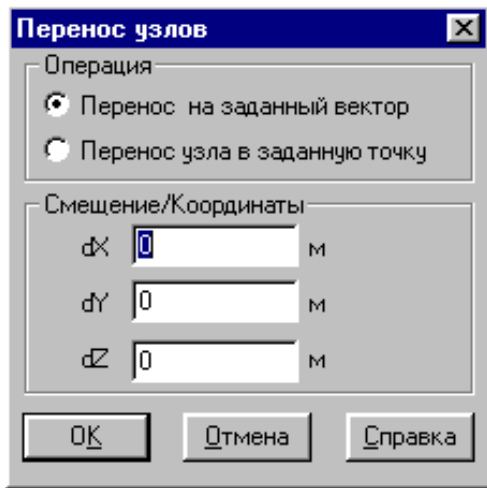 Перенос узлов
Операция
Перенос на заданный вектор
Перенос узла в заданную точку
Смещение/Координаты
dX 0 м
dY 0 м
dZ 0 м
OK Отмена Справка